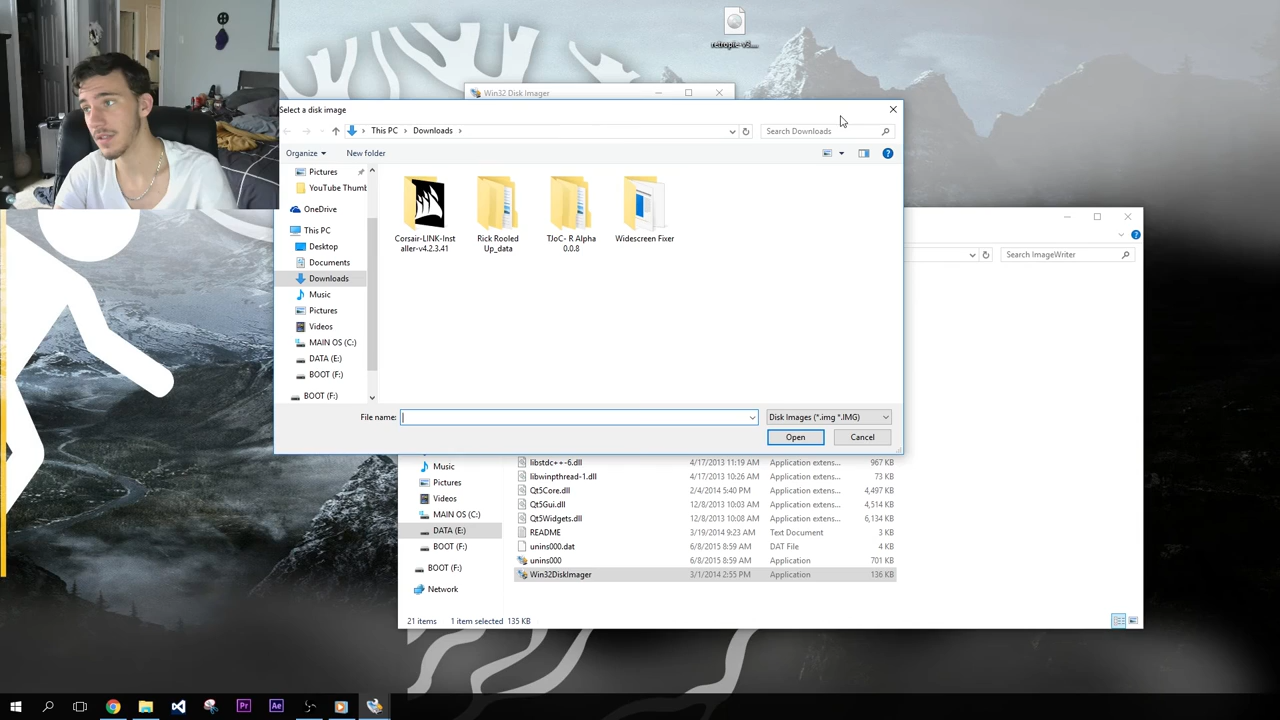 retropie-v3....
Win32 Disk Imager
Select a disk image
This PC
Downloads
Search Downloads
Organize
New folder
Pictures
YouTube Thumb
OneDrive
This PC
Desktop
Documents
Downloads
Music
Pictures
Videos
MAIN OS (C:)
DATA (E:)
BOOT (F:)
BOOT (F:)
Corsair-LINK-Inst
aller-v4.2.3.41
Rick Rooled
Up_data
TJoC- R Alpha
0.0.8
Widescreen Fixer
File name:
Disk Images (*.img *.IMG)
Open
Cancel
Search ImageWriter
Music
Pictures
Videos
MAIN OS (C:)
DATA (E:)
BOOT (F:)
BOOT (F:)
Network
libstdc++-6.dll 4/17/2013 11:19 AM Application extens... 967 KB
libwinpthread-1.dll 4/17/2013 10:26 AM Application extens... 73 KB
Qt5Core.dll 2/4/2014 5:40 PM Application extens... 4,497 KB
Qt5Gui.dll 12/8/2013 10:03 AM Application extens... 4,514 KB
Qt5Widgets.dll 12/8/2013 10:08 AM Application extens... 6,134 KB
README 3/19/2014 9:23 AM Text Document 3 KB
unins000.dat 6/8/2015 8:59 AM DAT File 4 KB
unins000 6/8/2015 8:59 AM Application 701 KB
Win32DiskImager 3/1/2014 2:55 PM Application 136 KB
21 items 1 item selected 135 KB
Pr
Ae